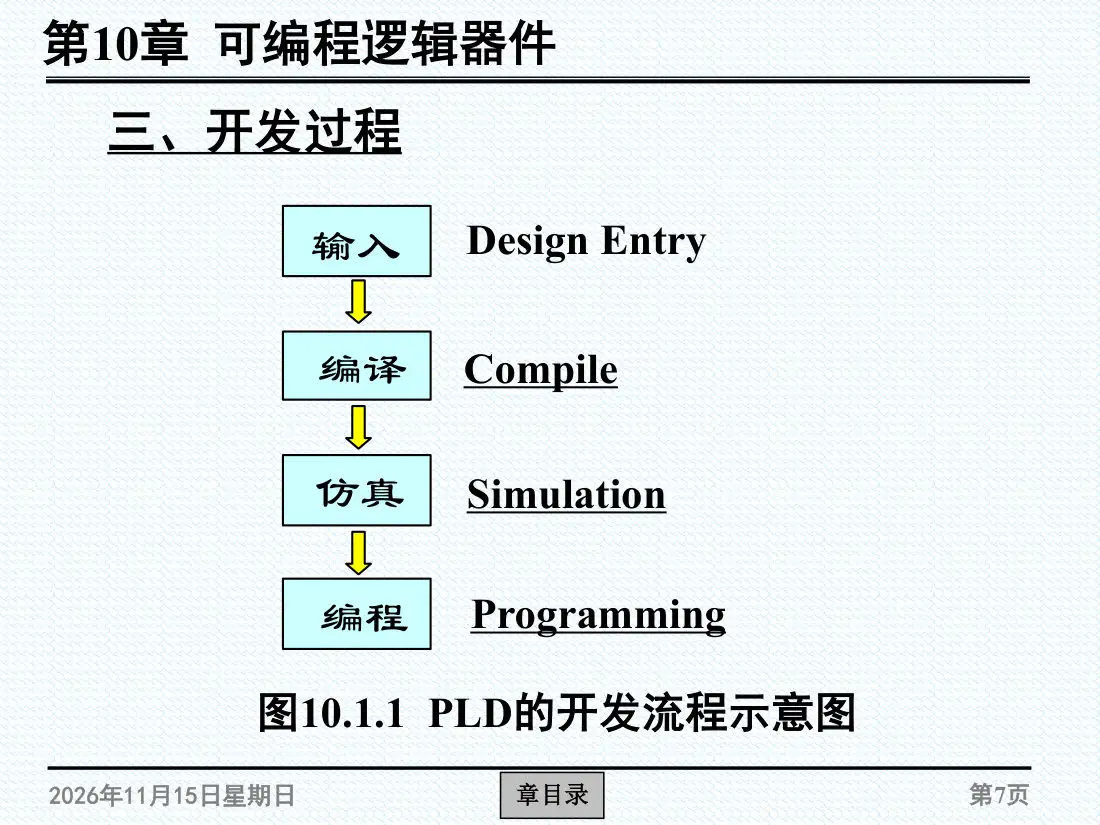 第10章 可编程逻辑器件
三、开发过程
输入 Design Entry
编译 Compile
仿真 Simulation
编程 Programming
图10.1.1 PLD的开发流程示意图
2026年11月15日星期日 章目录 第7页